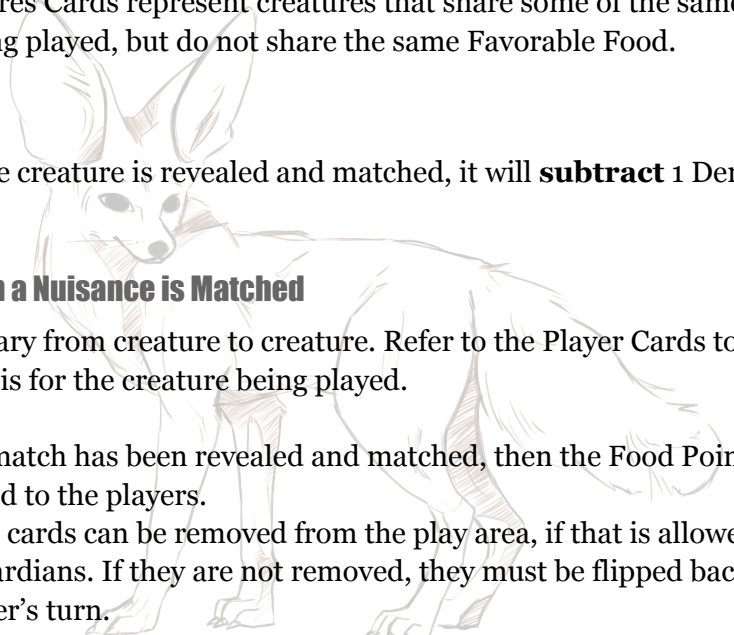 res Cards represent creatures that share some of the same
ng played, but do not share the same Favorable Food.
e creature is revealed and matched, it will subtract 1 Den
n a Nuisance is Matched
ary from creature to creature. Refer to the Player Cards to
is for the creature being played.
match has been revealed and matched, then the Food Poin
d to the players.
cards can be removed from the play area, if that is allowe
ardians. If they are not removed, they must be flipped bac
er’s turn.